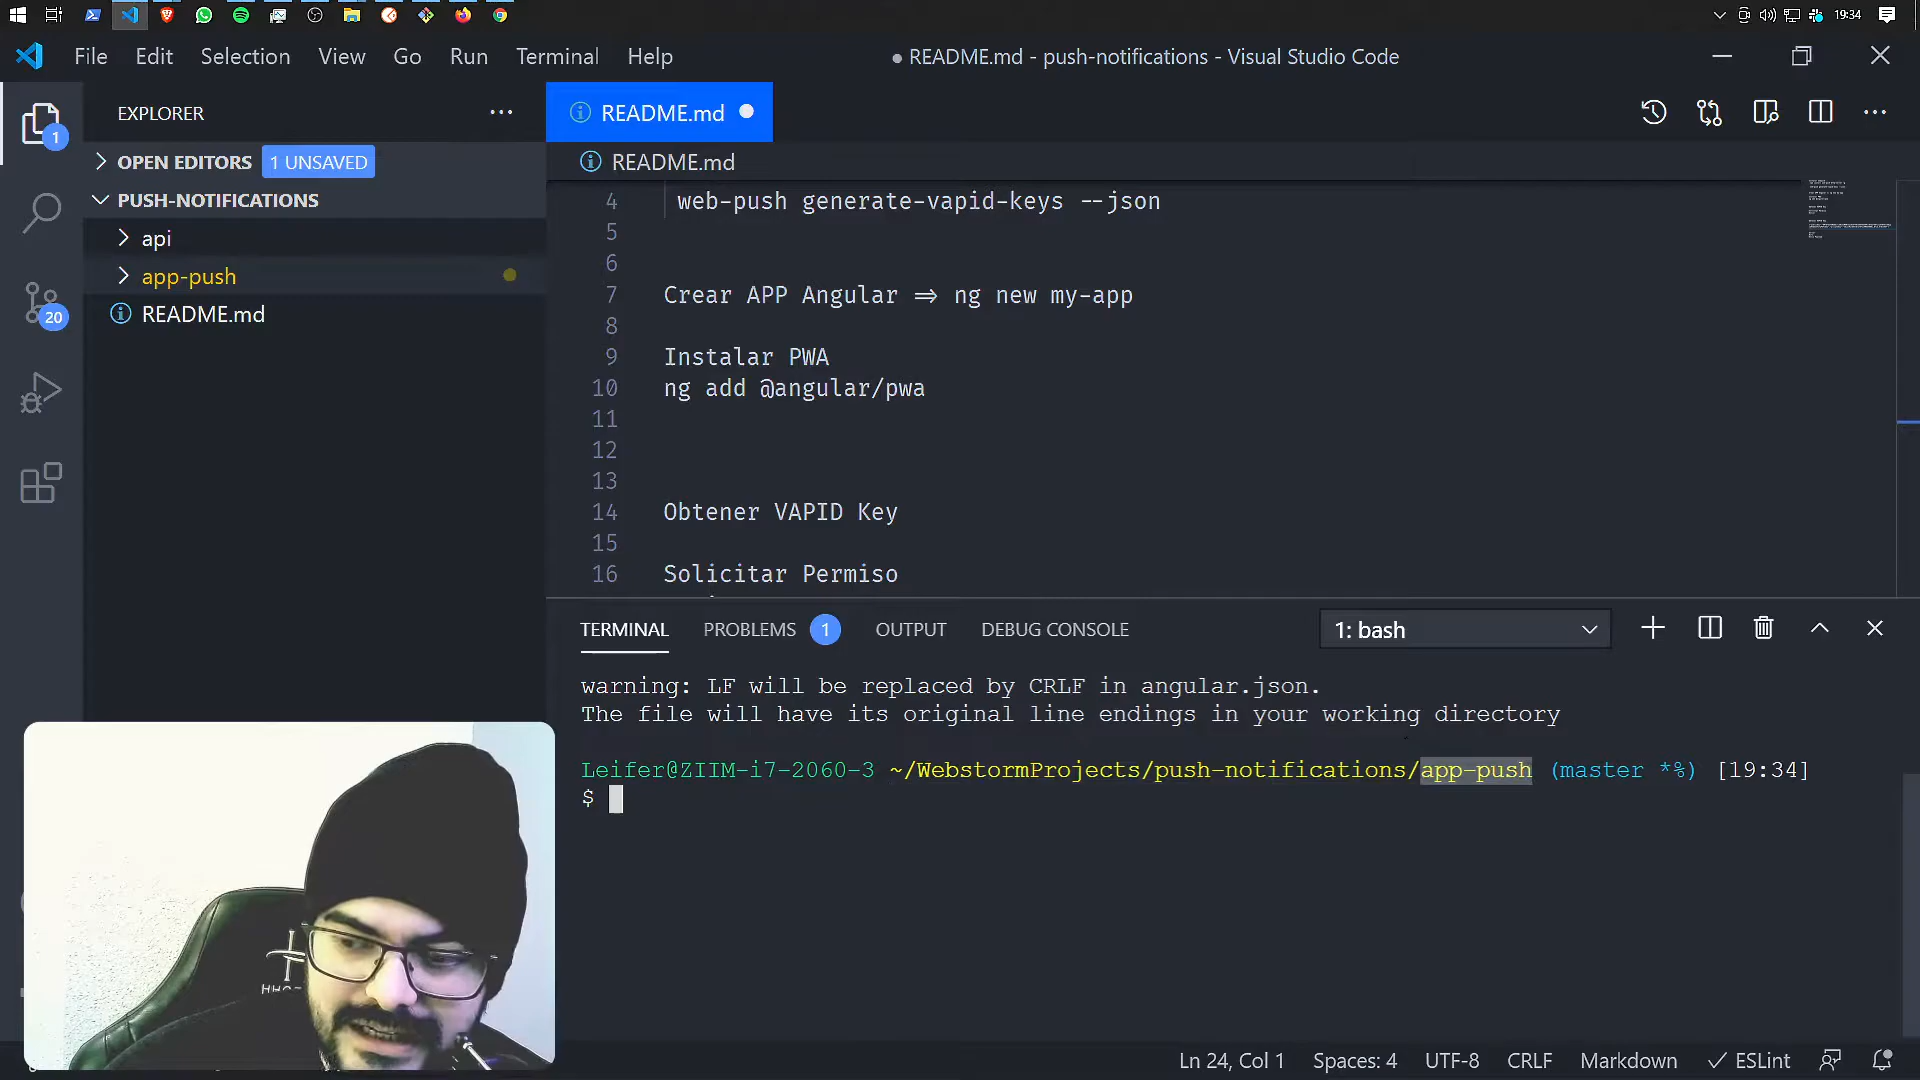 19:34
File Edit Selection View Go Run Terminal Help
● README.md - push-notifications - Visual Studio Code
EXPLORER
README.md
1
OPEN EDITORS 1 UNSAVED
README.md
PUSH-NOTIFICATIONS
api
app-push
README.md
20
4 web-push generate-vapid-keys --json
5
6
7 Crear APP Angular => ng new my-app
8
9 Instalar PWA
10 ng add @angular/pwa
11
12
13
14 Obtener VAPID Key
15
16 Solicitar Permiso
TERMINAL PROBLEMS 1 OUTPUT DEBUG CONSOLE 1: bash
warning: LF will be replaced by CRLF in angular.json.
The file will have its original line endings in your working directory
Leifer@ZIIM-i7-2060-3 ~/WebstormProjects/push-notifications/app-push (master *%) [19:34]
$
Ln 24, Col 1 Spaces: 4 UTF-8 CRLF Markdown ESLint